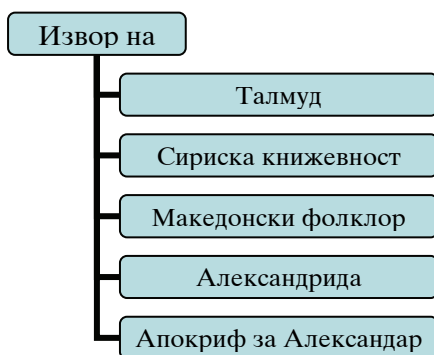 Извор на
Талмуд
Сириска книжевност
Македонски фолклор
Александрида
Апокриф за Александар